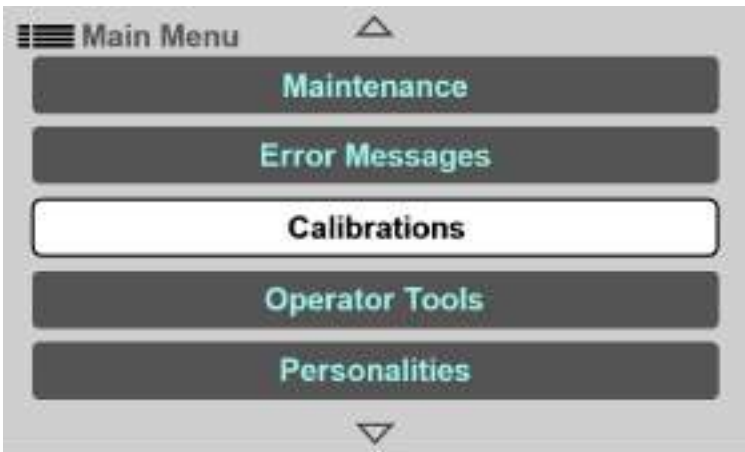 Main Menu
Maintenance
Error Messages
Calibrations
Operator Tools
Personalities